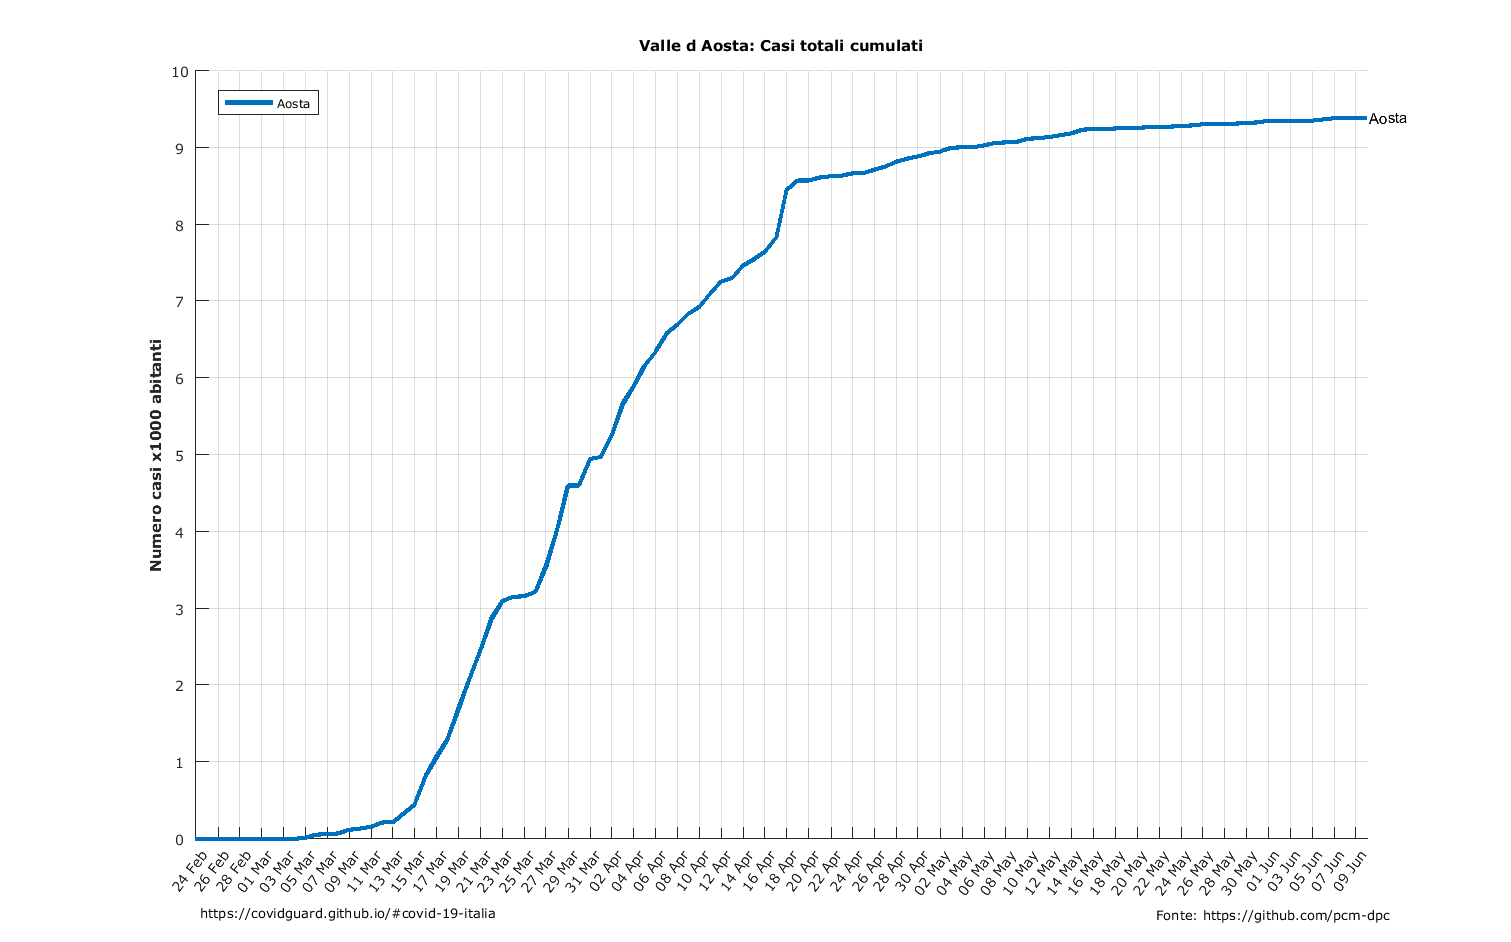 Valle d Aosta: Casi totali cumulati
Aosta
Aosta
Numero casi x1000 abitanti
10
9
8
7
6
5
4
3
2
1
0
24 Feb
26 Feb
28 Feb
01 Mar
03 Mar
05 Mar
07 Mar
09 Mar
11 Mar
13 Mar
15 Mar
17 Mar
19 Mar
21 Mar
23 Mar
25 Mar
27 Mar
29 Mar
31 Mar
02 Apr
04 Apr
06 Apr
08 Apr
10 Apr
12 Apr
14 Apr
16 Apr
18 Apr
20 Apr
22 Apr
24 Apr
26 Apr
28 Apr
30 Apr
02 May
04 May
06 May
08 May
10 May
12 May
14 May
16 May
18 May
20 May
22 May
24 May
26 May
28 May
30 May
01 Jun
03 Jun
05 Jun
07 Jun
09 Jun
https://covidguard.github.io/#covid-19-italia
Fonte: https://github.com/pcm-dpc